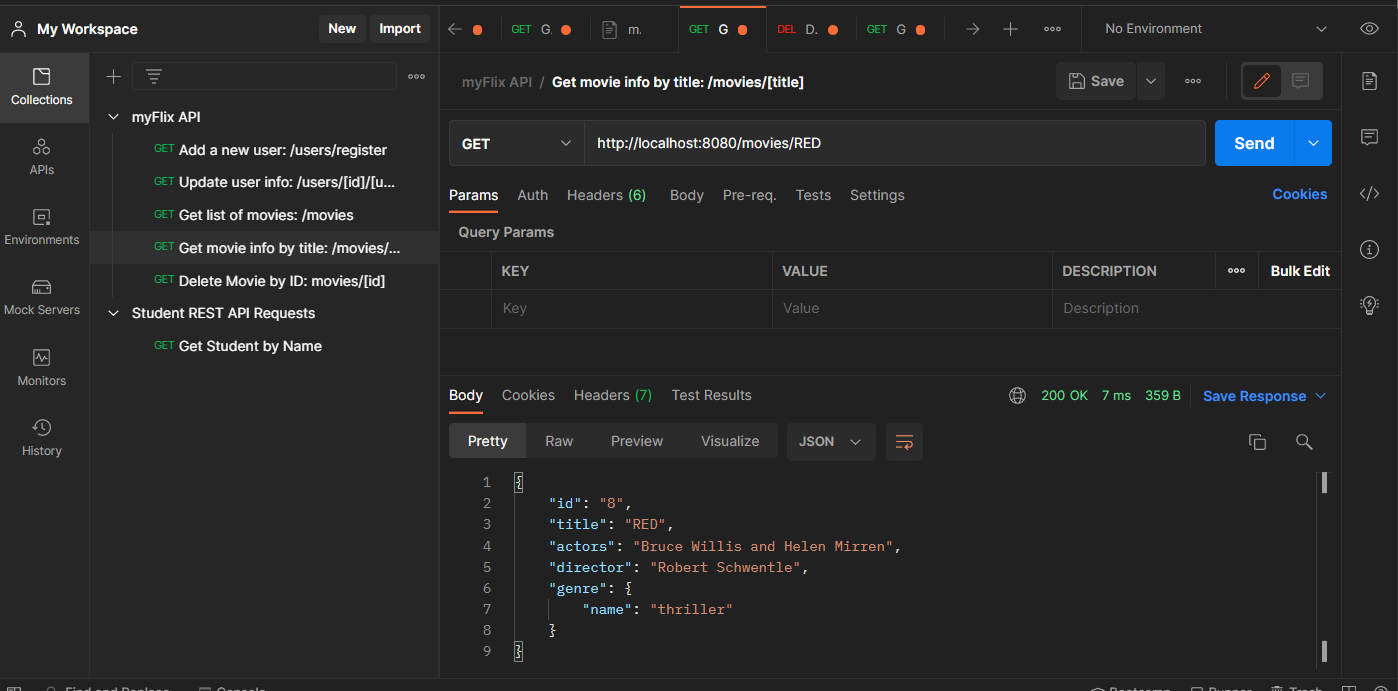 My Workspace
New
Import
GET G.
m.
GET G
DEL D.
GET G
No Environment
Collections
APIs
Environments
Mock Servers
Monitors
History
myFlix API
GET Add a new user: /users/register
GET Update user info: /users/[id]/[u...
GET Get list of movies: /movies
GET Get movie info by title: /movies/...
GET Delete Movie by ID: movies/[id]
Student REST API Requests
GET Get Student by Name
myFlix API / Get movie info by title: /movies/[title]
Save
GET
http://localhost:8080/movies/RED
Send
Params Auth Headers (6) Body Pre-req. Tests Settings
Cookies
Query Params
KEY VALUE DESCRIPTION Bulk Edit
Key Value Description
Body Cookies Headers (7) Test Results
200 OK 7 ms 359 B Save Response
Pretty Raw Preview Visualize JSON
1 {
2 "id": "8",
3 "title": "RED",
4 "actors": "Bruce Willis and Helen Mirren",
5 "director": "Robert Schwentle",
6 "genre": {
7 "name": "thriller"
8 }
9 }
Find and Replace Console
Bootcamp Runner Trash